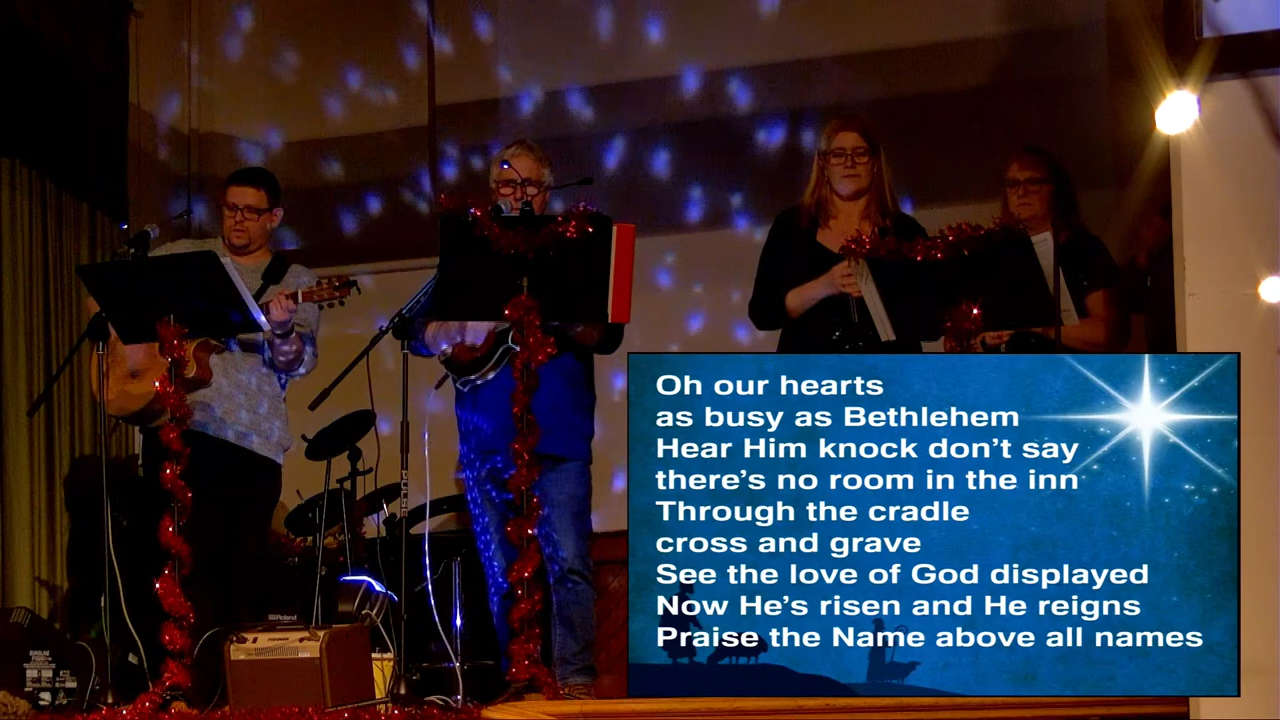 Oh our hearts
as busy as Bethlehem
Hear Him knock don't say
there's no room in the inn
Through the cradle
cross and grave
See the love of God displayed
Now He's risen and He reigns
Praise the Name above all names
PULSE
Roland